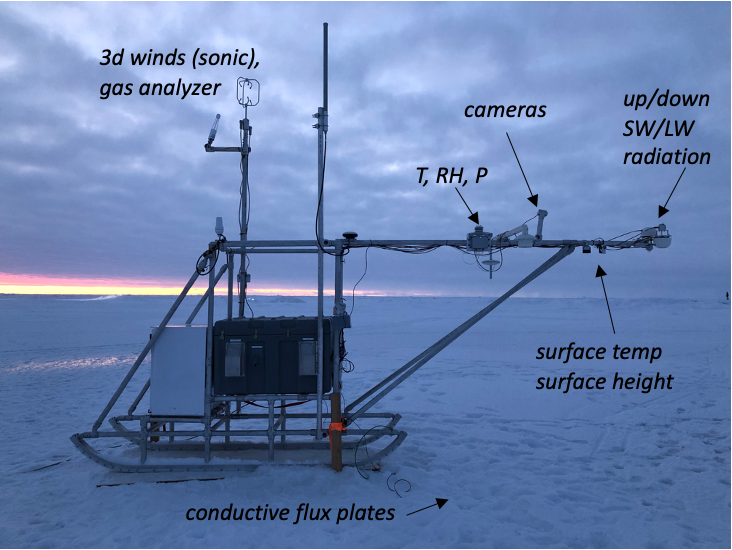 3d winds (sonic),
gas analyzer
cameras
up/down
SW/LW
radiation
T, RH, P
surface temp
surface height
conductive flux plates